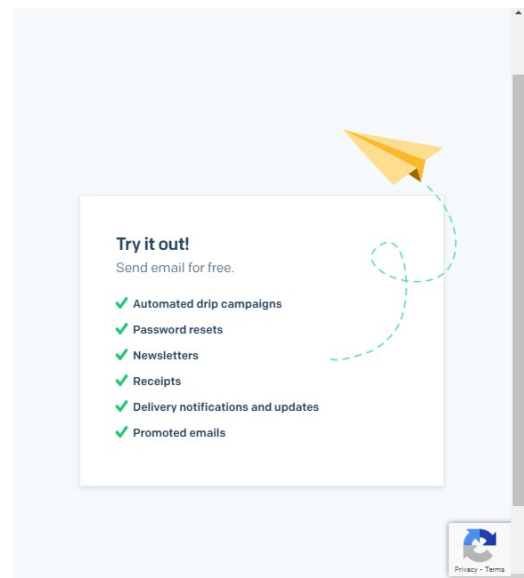 Try it out!
Send email for free.
Automated drip campaigns
Password resets
Newsletters
Receipts
Delivery notifications and updates
Promoted emails
Privacy - Terms